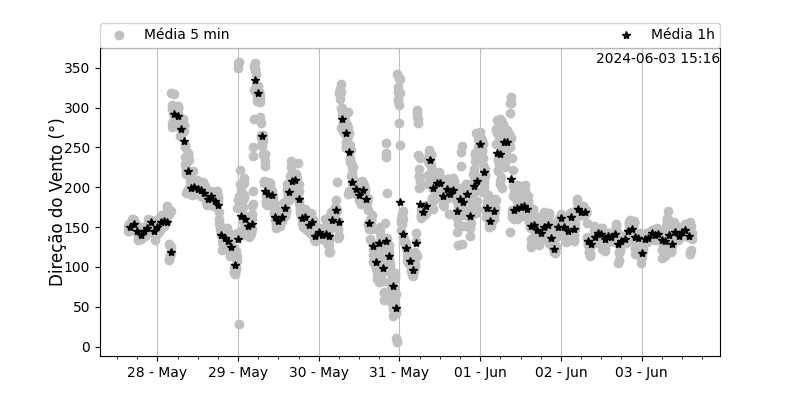 Média 5 min
Média 1h
2024-06-03 15:16
Direção do Vento (°)
350
300
250
200
150
100
50
0
28 - May
29 - May
30 - May
31 - May
01 - Jun
02 - Jun
03 - Jun